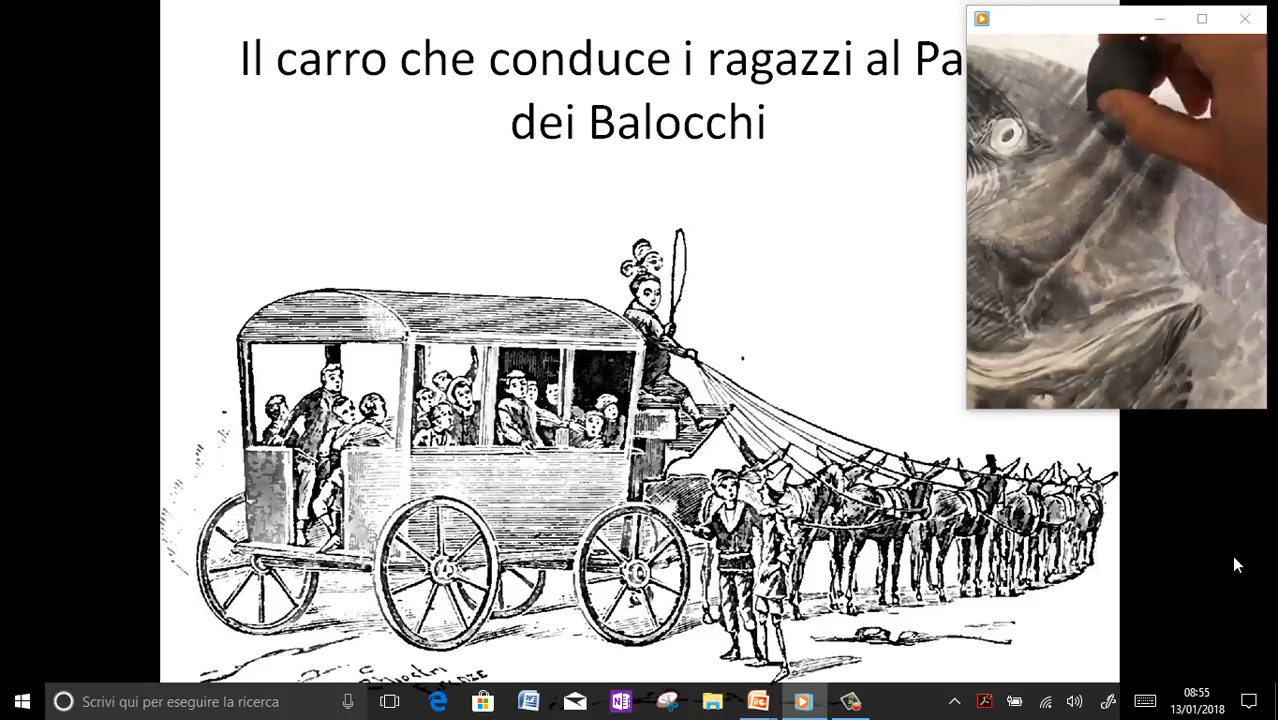 Il carro che conduce i ragazzi al Pa
dei Balocchi
Scrivi qui per eseguire la ricerca
08:55
13/01/2018